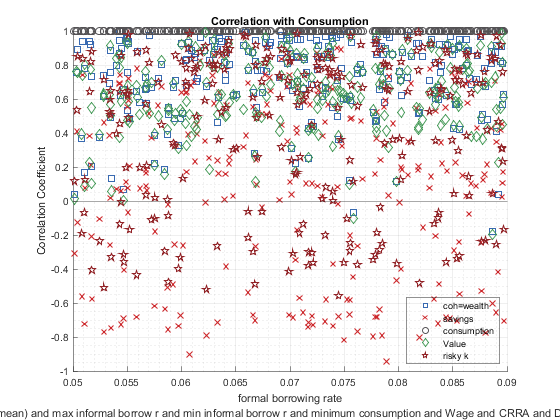 Correlation with Consumption
1
0.8
0.6
0.4
0.2
0
-0.2
-0.4
-0.6
-0.8
-1
Correlation Coefficient
0.05
0.055
0.06
0.065
0.07
0.075
0.08
0.085
0.09
formal borrowing rate
coh=wealth
savings
consumption
Value
risky k
mean) and max informal borrow r and min informal borrow r and minimum consumption and Wage and CRRA and